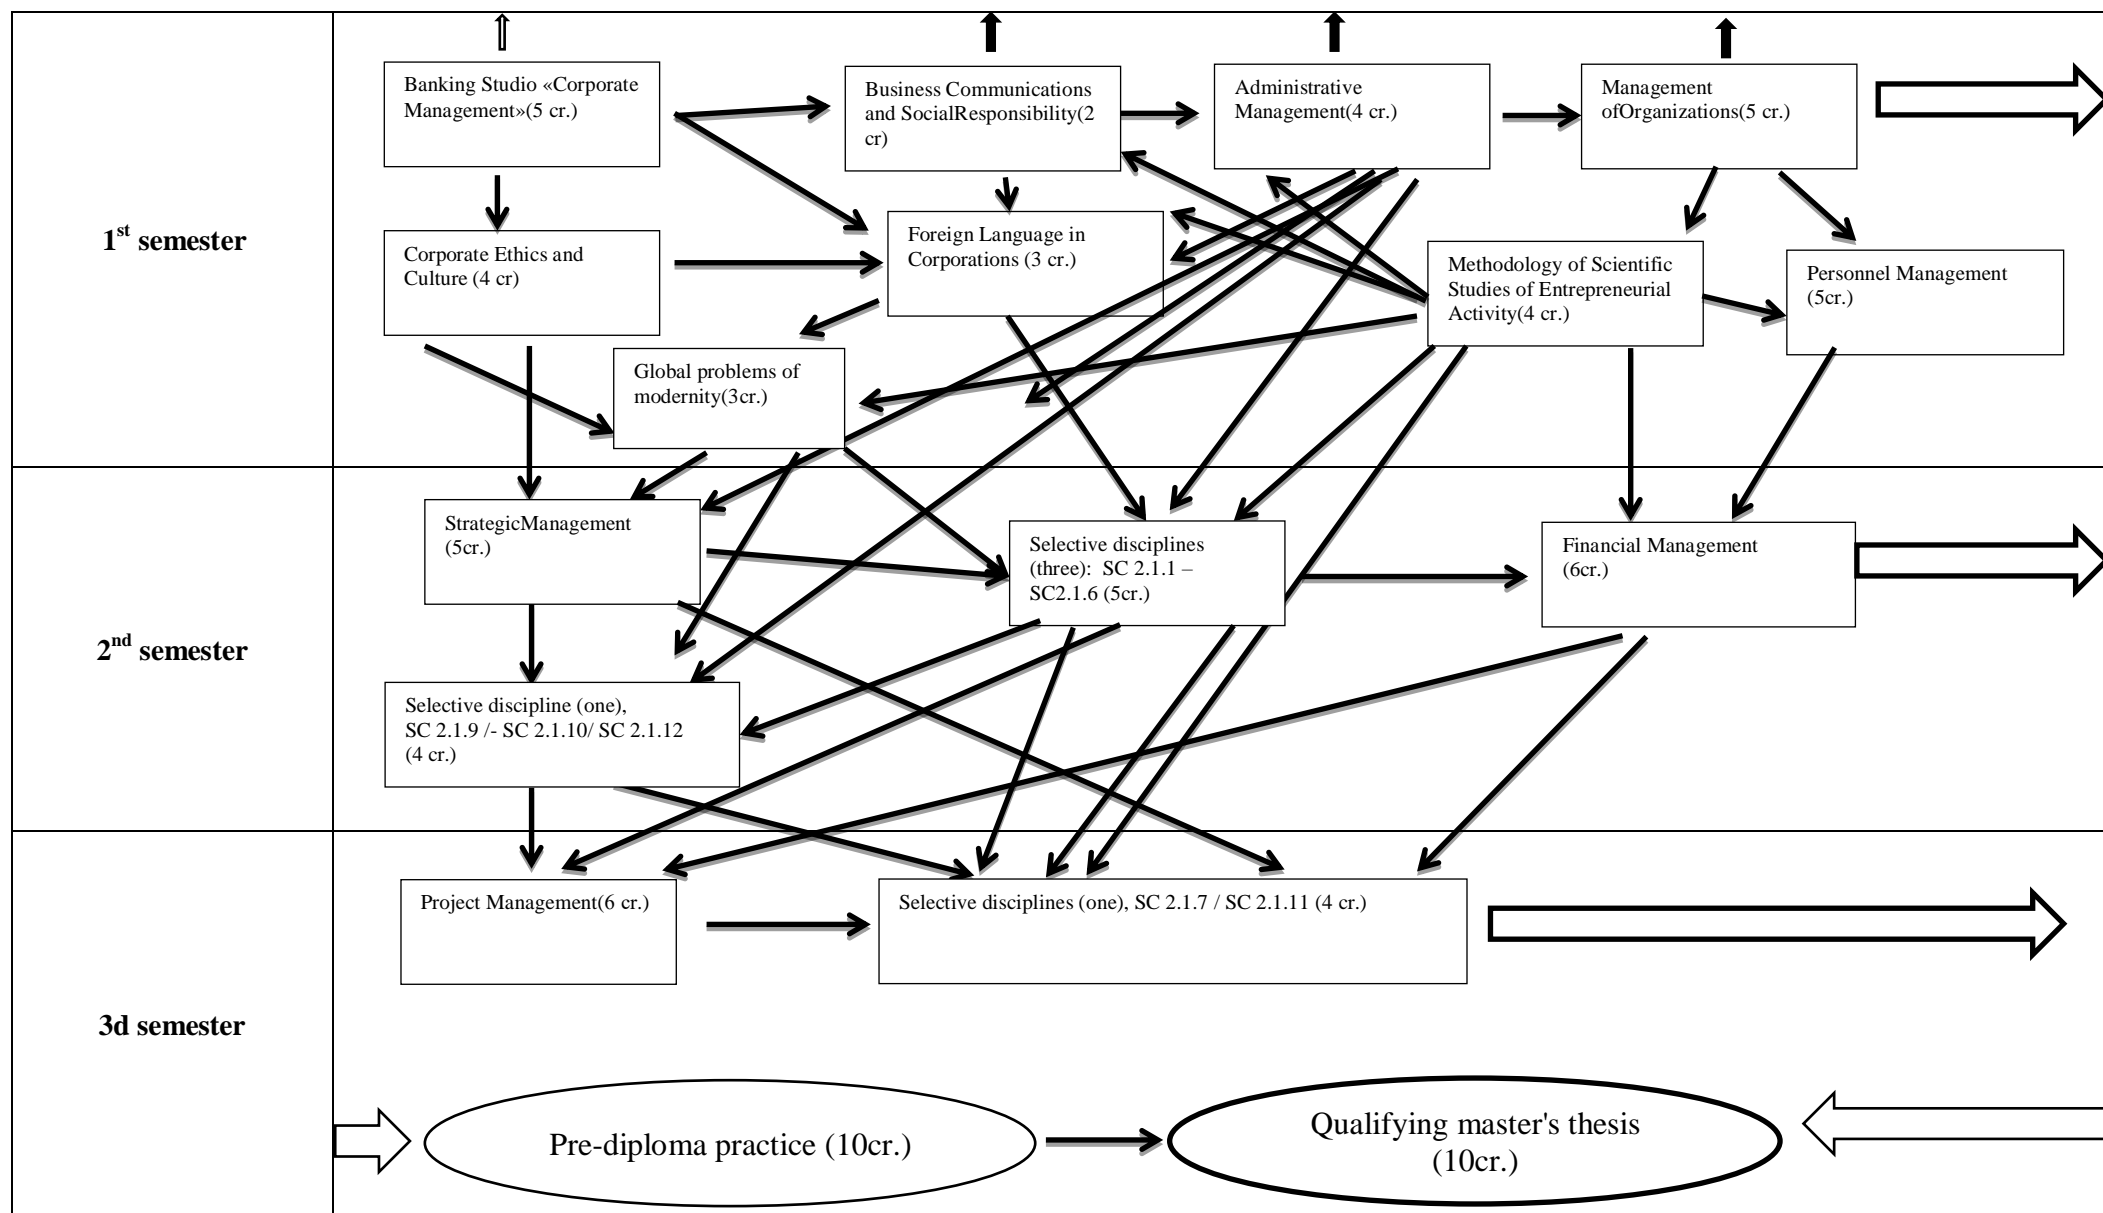 1st semester
Banking Studio «Corporate
Management»(5 cr.)
Business Communications
and SocialResponsibility(2
cr)
Administrative
Management(4 cr.)
Management
ofOrganizations(5 cr.)
Corporate Ethics and
Culture (4 cr)
Foreign Language in
Corporations (3 cr.)
Methodology of Scientific
Studies of Entrepreneurial
Activity(4 cr.)
Personnel Management
(5cr.)
Global problems of
modernity(3cr.)
2nd semester
StrategicManagement
(5cr.)
Selective disciplines
(three):  SC 2.1.1 –
SC2.1.6 (5cr.)
Financial Management
(6cr.)
Selective discipline (one),
SC 2.1.9 /- SC 2.1.10/ SC 2.1.12
(4 cr.)
3d semester
Project Management(6 cr.)
Selective disciplines (one), SC 2.1.7 / SC 2.1.11 (4 cr.)
Pre-diploma practice (10cr.)
Qualifying master's thesis
(10cr.)